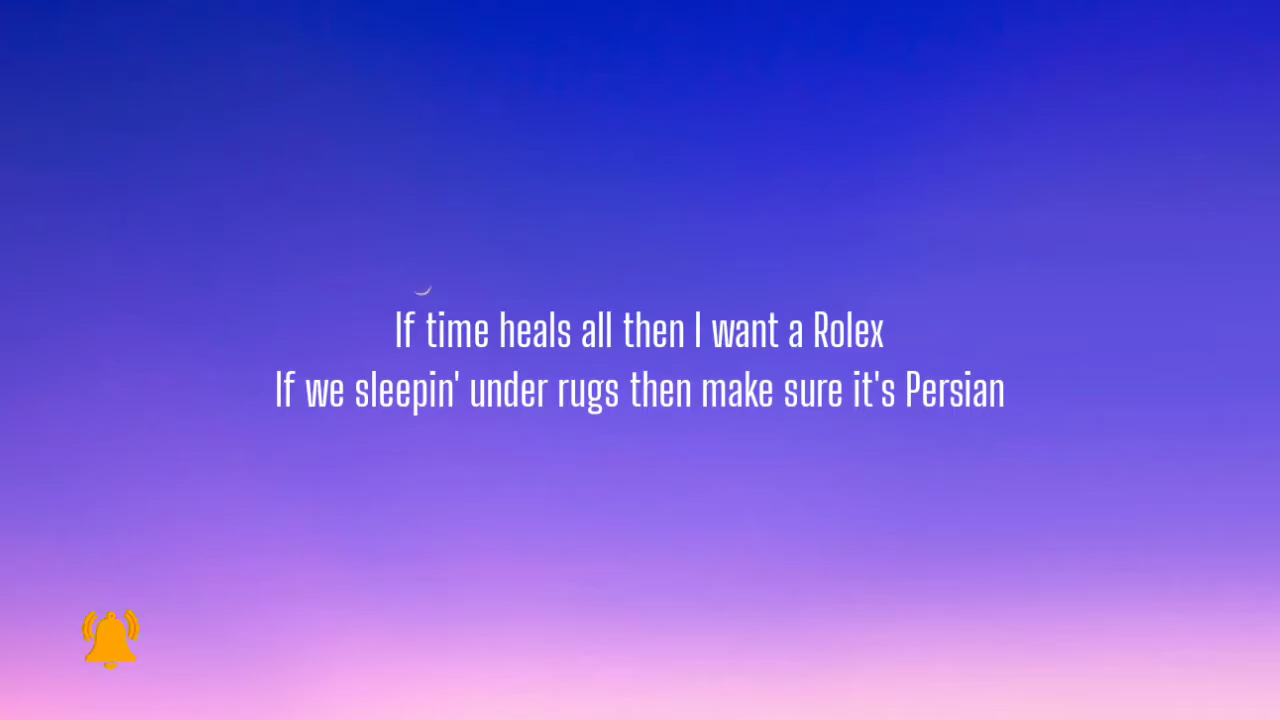 If time heals all then I want a Rolex
If we sleepin' under rugs then make sure it's Persian